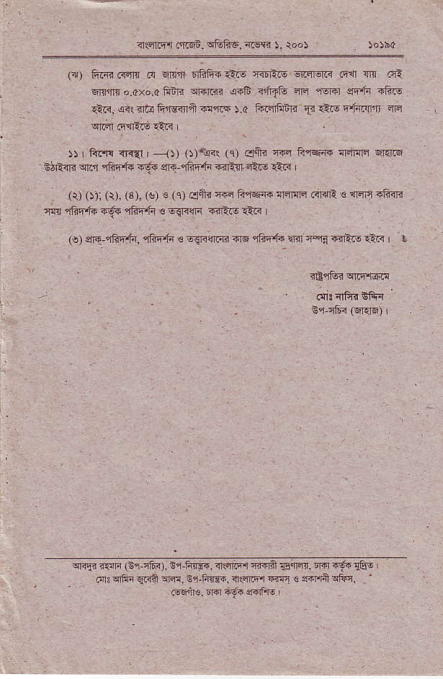 বাংলাদেশ গেজেট, অতিরিক্ত, নভেম্বর ১, ২০০১ ১০১৯৫
(ঝ) দিনের বেলায় যে জায়গা চারিদিক হইতে সবচাইতে ভালোভাবে দেখা যায় সেই
জায়গায় ০.৫×০.৫ মিটার আকারের একটি বর্গাকৃতি লাল পতাকা প্রদর্শন করিতে
হইবে, এবং রাত্রে দিগন্তব্যাপী কমপক্ষে ১.৫ কিলোমিটার দূর হইতে দর্শনযোগ্য লাল
আলো দেখাইতে হইবে।
১১। বিশেষ ব্যবস্থা। — (১) (১) এবং (৭) শ্রেণীর সকল বিপজ্জনক মালামাল জাহাজে
উঠাইবার আগে পরিদর্শক কর্তৃক প্রাক্-পরিদর্শন করাইয়া লইতে হইবে।
(২) (১), (২), (৪), (৬) ও (৭) শ্রেণীর সকল বিপজ্জনক মালামাল বোঝাই ও খালাস করিবার
সময় পরিদর্শক কর্তৃক পরিদর্শন ও তত্ত্বাবধান করাইতে হইবে।
(৩) প্রাক্-পরিদর্শন, পরিদর্শন ও তত্ত্বাবধানের কাজ পরিদর্শক দ্বারা সম্পন্ন করাইতে হইবে।
রাষ্ট্রপতির আদেশক্রমে
মোঃ নাসির উদ্দিন
উপ-সচিব (জাহাজ)।
আবদুর রহমান (উপ-সচিব), উপ-নিয়ন্ত্রক, বাংলাদেশ সরকারী মুদ্রণালয়, ঢাকা কর্তৃক মুদ্রিত।
মোঃ আমিন জুবেরী আলম, উপ-নিয়ন্ত্রক, বাংলাদেশ ফরমস্ ও প্রকাশনী অফিস,
তেজগাঁও, ঢাকা কর্তৃক প্রকাশিত।